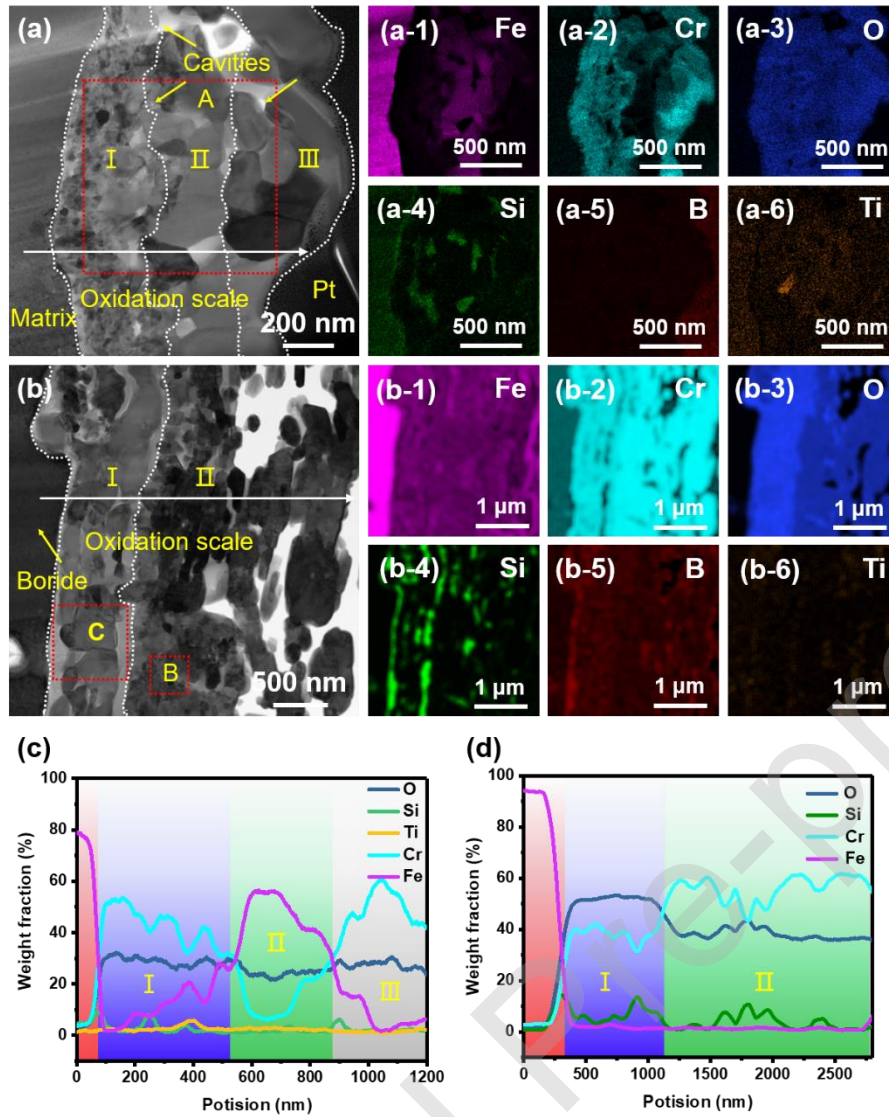 (a)
Cavities
A
I
II
III
Oxidation scale
Pt
Matrix
200 nm
(a-1) Fe
500 nm
(a-2) Cr
500 nm
(a-3) O
500 nm
(a-4) Si
500 nm
(a-5) B
500 nm
(a-6) Ti
500 nm
(b)
I
II
Oxidation scale
Boride
C
B
500 nm
(b-1) Fe
1 μm
(b-2) Cr
1 μm
(b-3) O
1 μm
(b-4) Si
1 μm
(b-5) B
1 μm
(b-6) Ti
1 μm
(c)
Weight fraction (%)
100
80
60
40
20
0
O
Si
Ti
Cr
Fe
I
II
III
0 200 400 600 800 1000 1200
Potision (nm)
(d)
Weight fraction (%)
100
80
60
40
20
0
O
Si
Cr
Fe
I
II
0 500 1000 1500 2000 2500
Potision (nm)